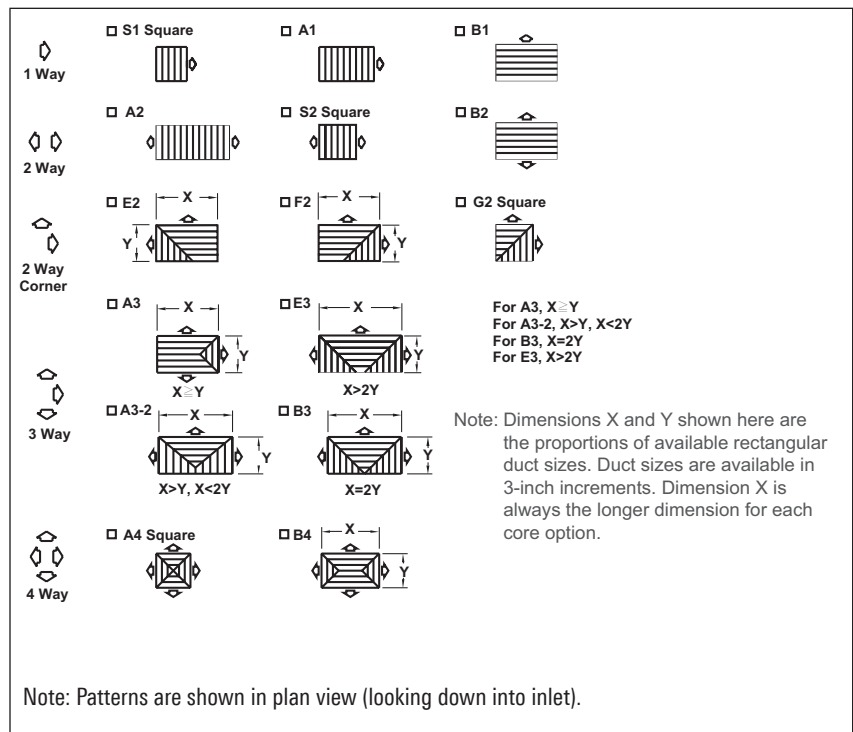 1 Way
□ S1 Square
□ A1
□ B1
2 Way
□ A2
□ S2 Square
□ B2
2 Way
Corner
□ E2
X
Y
□ F2
X
Y
□ G2 Square
3 Way
□ A3
X
Y
X≧Y
□ E3
X
Y
X>2Y
For A3, X≧Y
For A3-2, X>Y, X<2Y
For B3, X=2Y
For E3, X>2Y
□ A3-2
X
Y
X>Y, X<2Y
□ B3
X
Y
X=2Y
Note: Dimensions X and Y shown here are
the proportions of available rectangular
duct sizes. Duct sizes are available in
3-inch increments. Dimension X is
always the longer dimension for each
core option.
4 Way
□ A4 Square
□ B4
X
Y
Note: Patterns are shown in plan view (looking down into inlet).